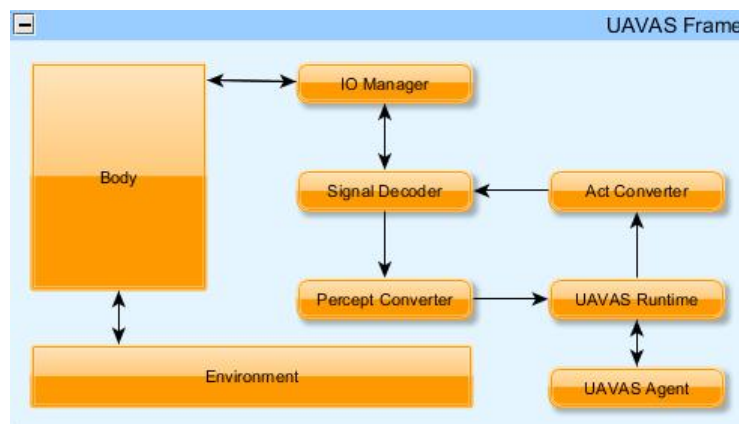 UAVAS Frame
IO Manager
Body
Signal Decoder
Act Converter
Percept Converter
UAVAS Runtime
Environment
UAVAS Agent